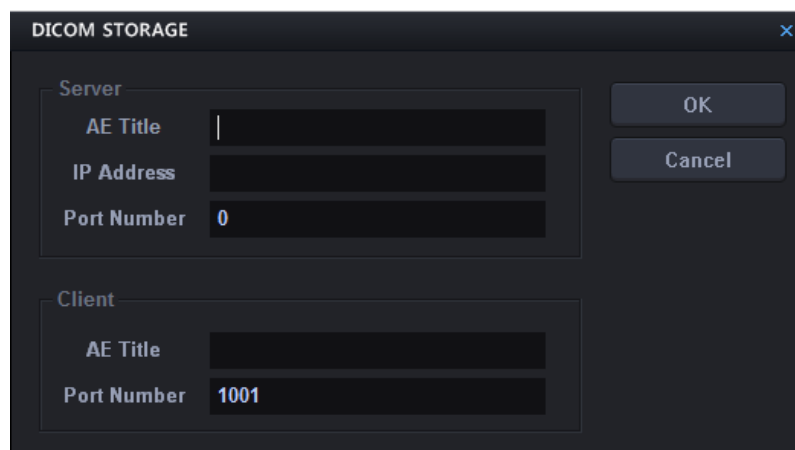 DICOM STORAGE
Server
AE Title
IP Address
Port Number 0
Client
AE Title
Port Number 1001
OK
Cancel